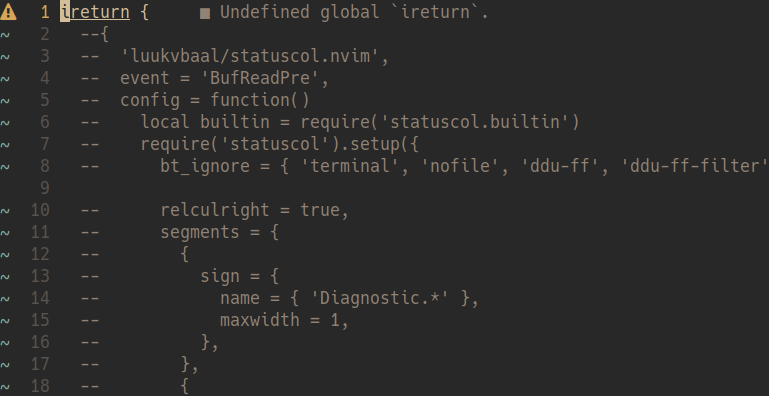 1 ireturn { ■ Undefined global `ireturn`.
~ 2 --{
~ 3 -- 'luukvbaal/statuscol.nvim',
~ 4 -- event = 'BufReadPre',
~ 5 -- config = function()
~ 6 -- local builtin = require('statuscol.builtin')
~ 7 -- require('statuscol').setup({
~ 8 -- bt_ignore = { 'terminal', 'nofile', 'ddu-ff', 'ddu-ff-filter'
9
~ 10 -- relculright = true,
~ 11 -- segments = {
~ 12 -- {
~ 13 -- sign = {
~ 14 -- name = { 'Diagnostic.*' },
~ 15 -- maxwidth = 1,
~ 16 -- },
~ 17 -- },
~ 18 -- {